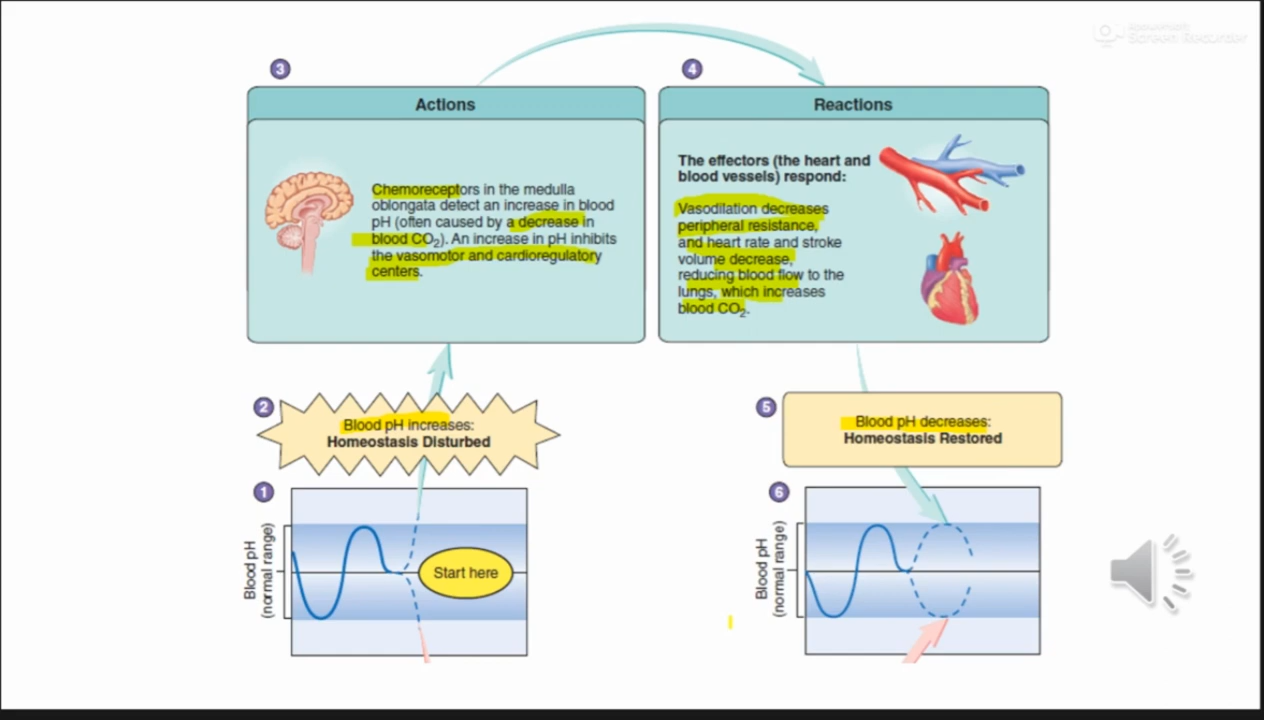 Screen Recorder
3
4
Actions
Reactions
Chemoreceptors in the medulla
oblongata detect an increase in blood
pH (often caused by a decrease in
blood CO₂). An increase in pH inhibits
the vasomotor and cardioregulatory
centers.
The effectors (the heart and
blood vessels) respond:
Vasodilation decreases
peripheral resistance,
and heart rate and stroke
volume decrease,
reducing blood flow to the
lungs, which increases
blood CO₂.
2
Blood pH increases:
Homeostasis Disturbed
5
Blood pH decreases:
Homeostasis Restored
1
Blood pH
(normal range)
Start here
6
Blood pH
(normal range)